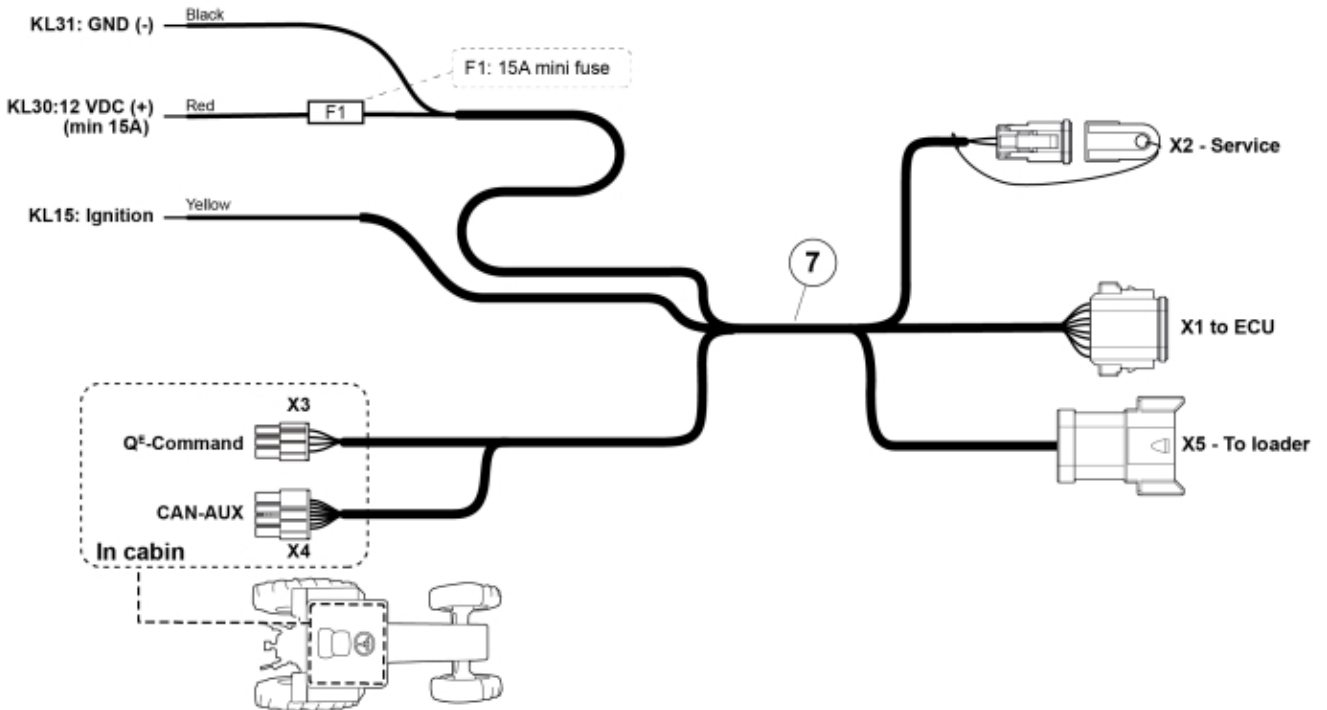 KL31: GND (-)
Black
F1: 15A mini fuse
KL30:12 VDC (+)
(min 15A)
Red
F1
X2 - Service
KL15: Ignition
Yellow
7
X1 to ECU
X3
Qᴱ-Command
X5 - To loader
CAN-AUX
X4
In cabin